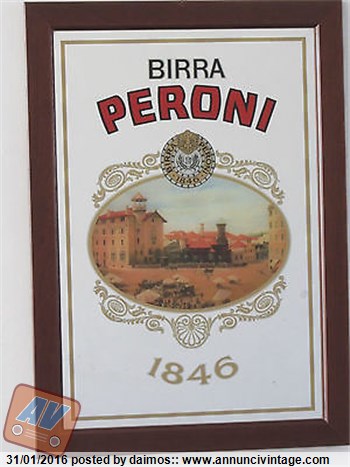 BIRRA
PERONI
1846
AV
31/01/2016 posted by daimos:: www.annuncivintage.com